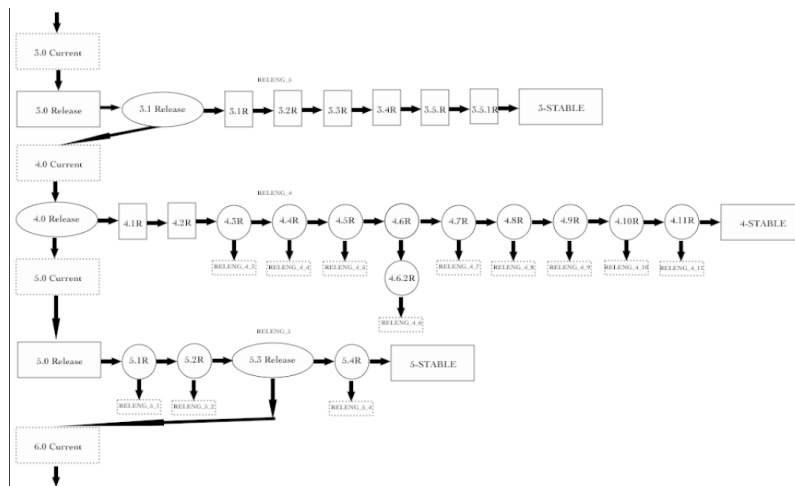 3.0 Current
RELENG_3
3.0 Release
3.1 Release
3.1R
3.2R
3.3R
3.4R
3.5.R
3.5.1R
3-STABLE
4.0 Current
RELENG_4
4.0 Release
4.1R
4.2R
4.3R
4.4R
4.5R
4.6R
4.7R
4.8R
4.9R
4.10R
4.11R
4-STABLE
5.0 Current
RELENG_4_3
RELENG_4_4
RELENG_4_5
4.6.2R
RELENG_4_7
RELENG_4_8
RELENG_4_9
RELENG_4_10
RELENG_4_11
RELENG_4_6
RELENG_5
5.0 Release
5.1R
5.2R
5.3 Release
5.4R
5-STABLE
RELENG_5_1
RELENG_5_2
RELENG_5_4
6.0 Current